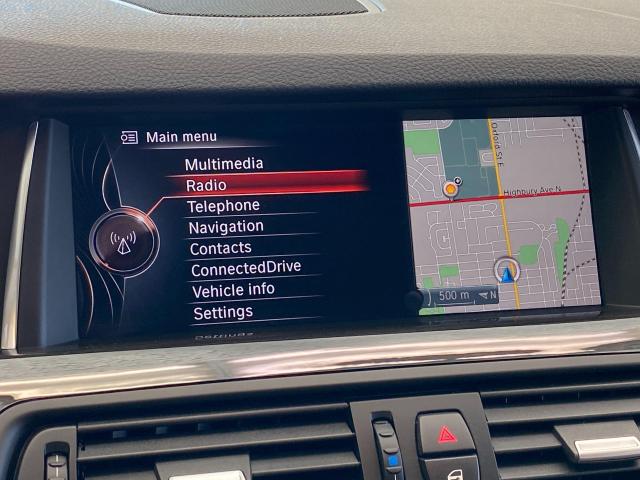 Main menu
Multimedia
Radio
Telephone
Navigation
Contacts
ConnectedDrive
Vehicle info
Settings
Oxford St E
Highbury Ave N
500 m
N